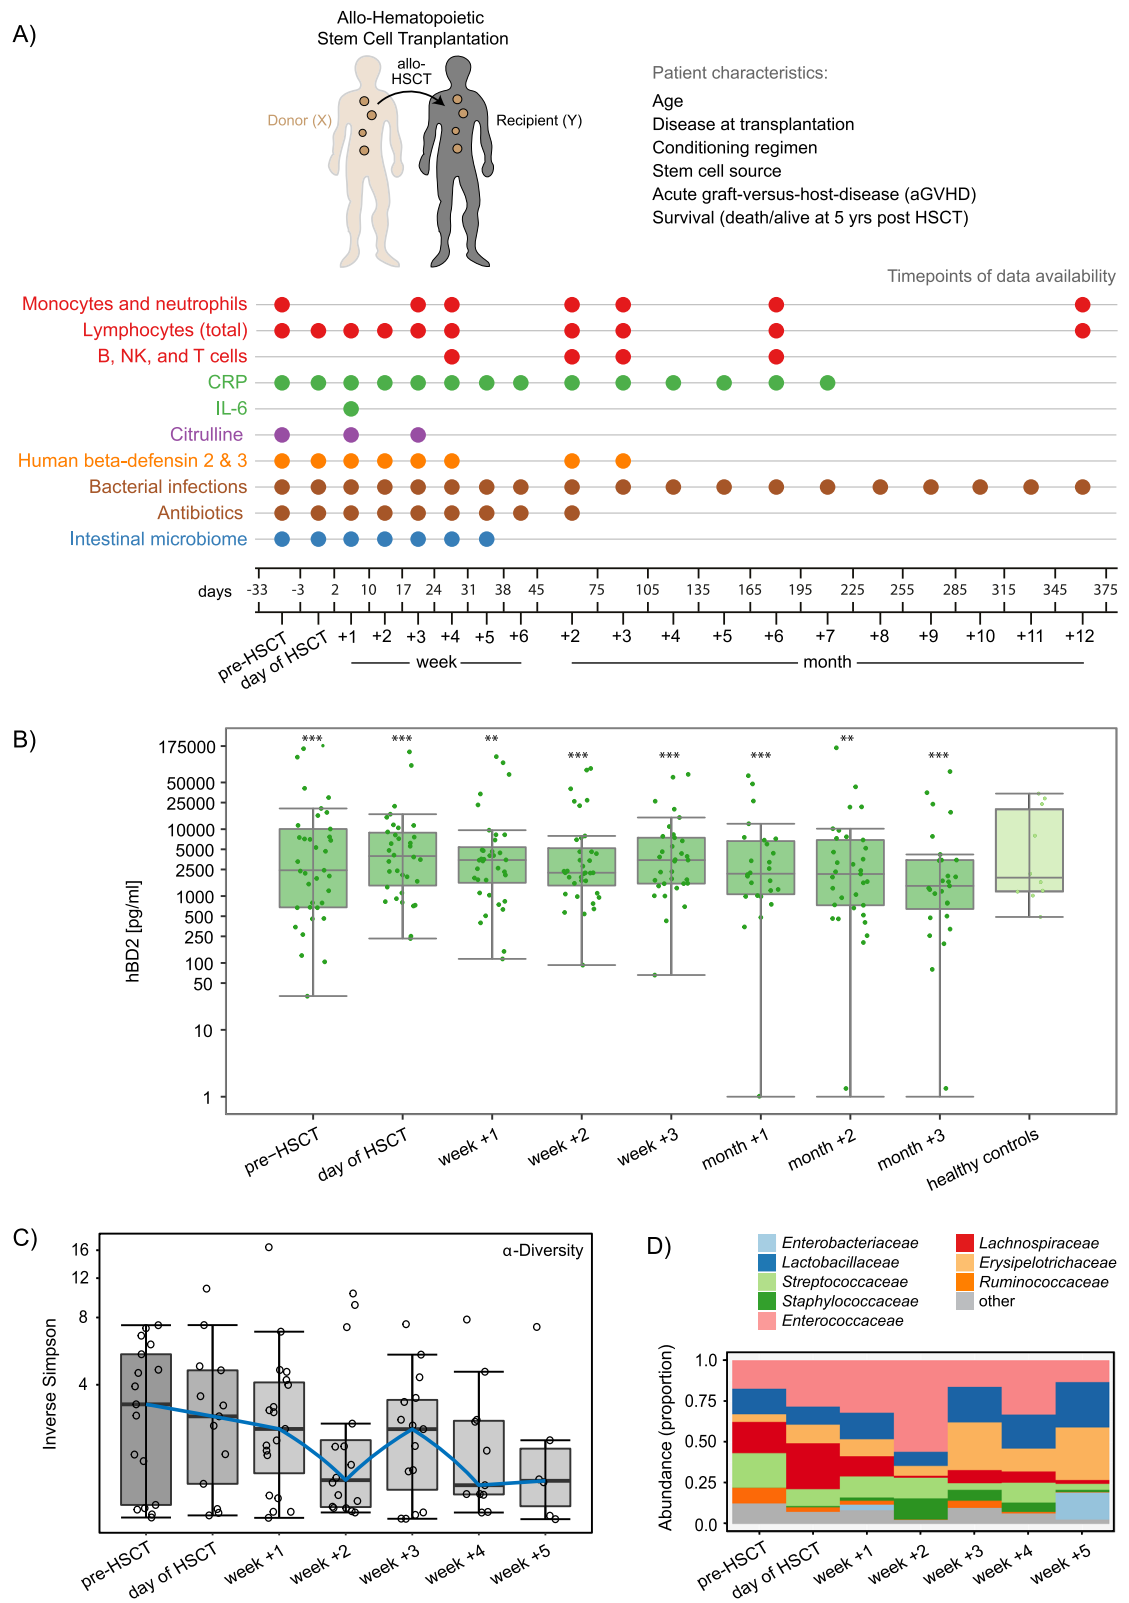 A)
Allo-Hematopoietic
Stem Cell Tranplantation
allo-
HSCT
Donor (X)
Recipient (Y)
Patient characteristics:
Age
Disease at transplantation
Conditioning regimen
Stem cell source
Acute graft-versus-host-disease (aGVHD)
Survival (death/alive at 5 yrs post HSCT)
Timepoints of data availability
Monocytes and neutrophils
Lymphocytes (total)
B, NK, and T cells
CRP
IL-6
Citrulline
Human beta-defensin 2 & 3
Bacterial infections
Antibiotics
Intestinal microbiome
days -33 -3 2 10 17 24 31 38 45 75 105 135 165 195 225 255 285 315 345 375
pre-HSCT day of HSCT +1 +2 +3 +4 +5 +6 +2 +3 +4 +5 +6 +7 +8 +9 +10 +11 +12
week month
B)
hBD2 [pg/ml]
175000
50000
25000
10000
5000
2500
1000
500
250
100
50
10
1
*** *** ** *** *** *** ** ***
pre−HSCT day of HSCT week +1 week +2 week +3 month +1 month +2 month +3 healthy controls
C)
α-Diversity
Inverse Simpson
16
12
8
4
pre-HSCT day of HSCT week +1 week +2 week +3 week +4 week +5
D)
Enterobacteriaceae
Lactobacillaceae
Streptococcaceae
Staphylococcaceae
Enterococcaceae
Lachnospiraceae
Erysipelotrichaceae
Ruminococcaceae
other
Abundance (proportion)
1.0
0.75
0.50
0.25
0.0
pre-HSCT day of HSCT week +1 week +2 week +3 week +4 week +5